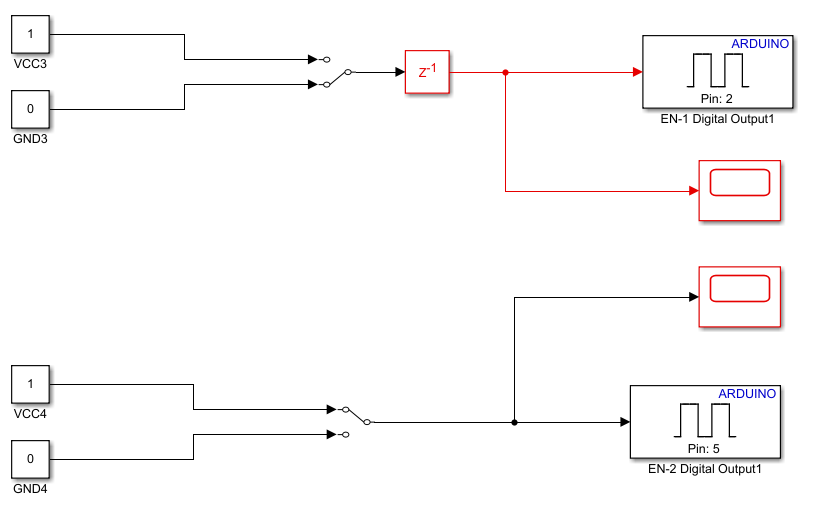 1
VCC3
0
GND3
z-1
ARDUINO
Pin: 2
EN-1 Digital Output1
1
VCC4
0
GND4
ARDUINO
Pin: 5
EN-2 Digital Output1